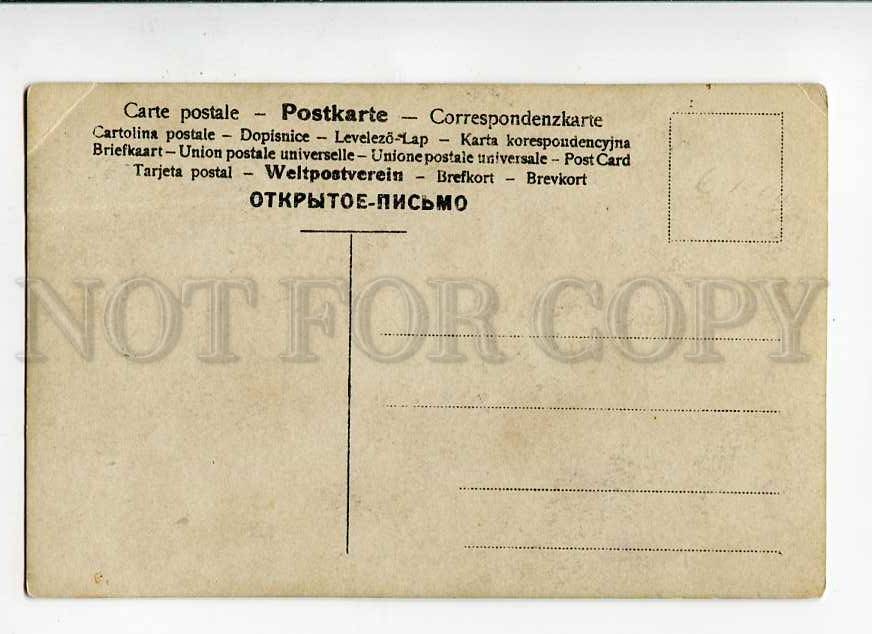 Carte postale – Postkarte – Correspondenzkarte
Cartolina postale – Dopisnice – Levelező-Lap – Karta korespondencyjna
Briefkaart – Union postale universelle – Unione postale universale – Post Card
Tarjeta postal – Weltpostverein – Brefkort – Brevkort
ОТКРЫТОЕ-ПИСЬМО
NOT FOR COPY